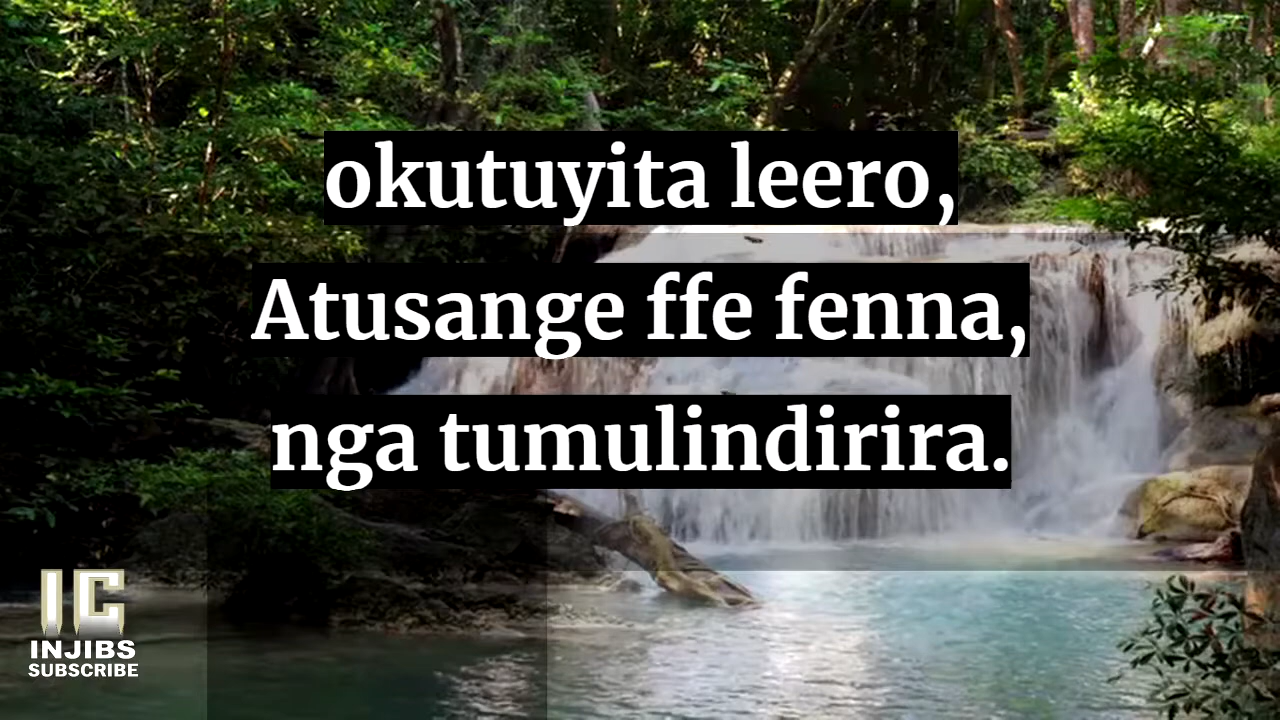 okutuyita leero,
Atusange ffe fenna,
nga tumulindirira.
IC
INJIBS
SUBSCRIBE